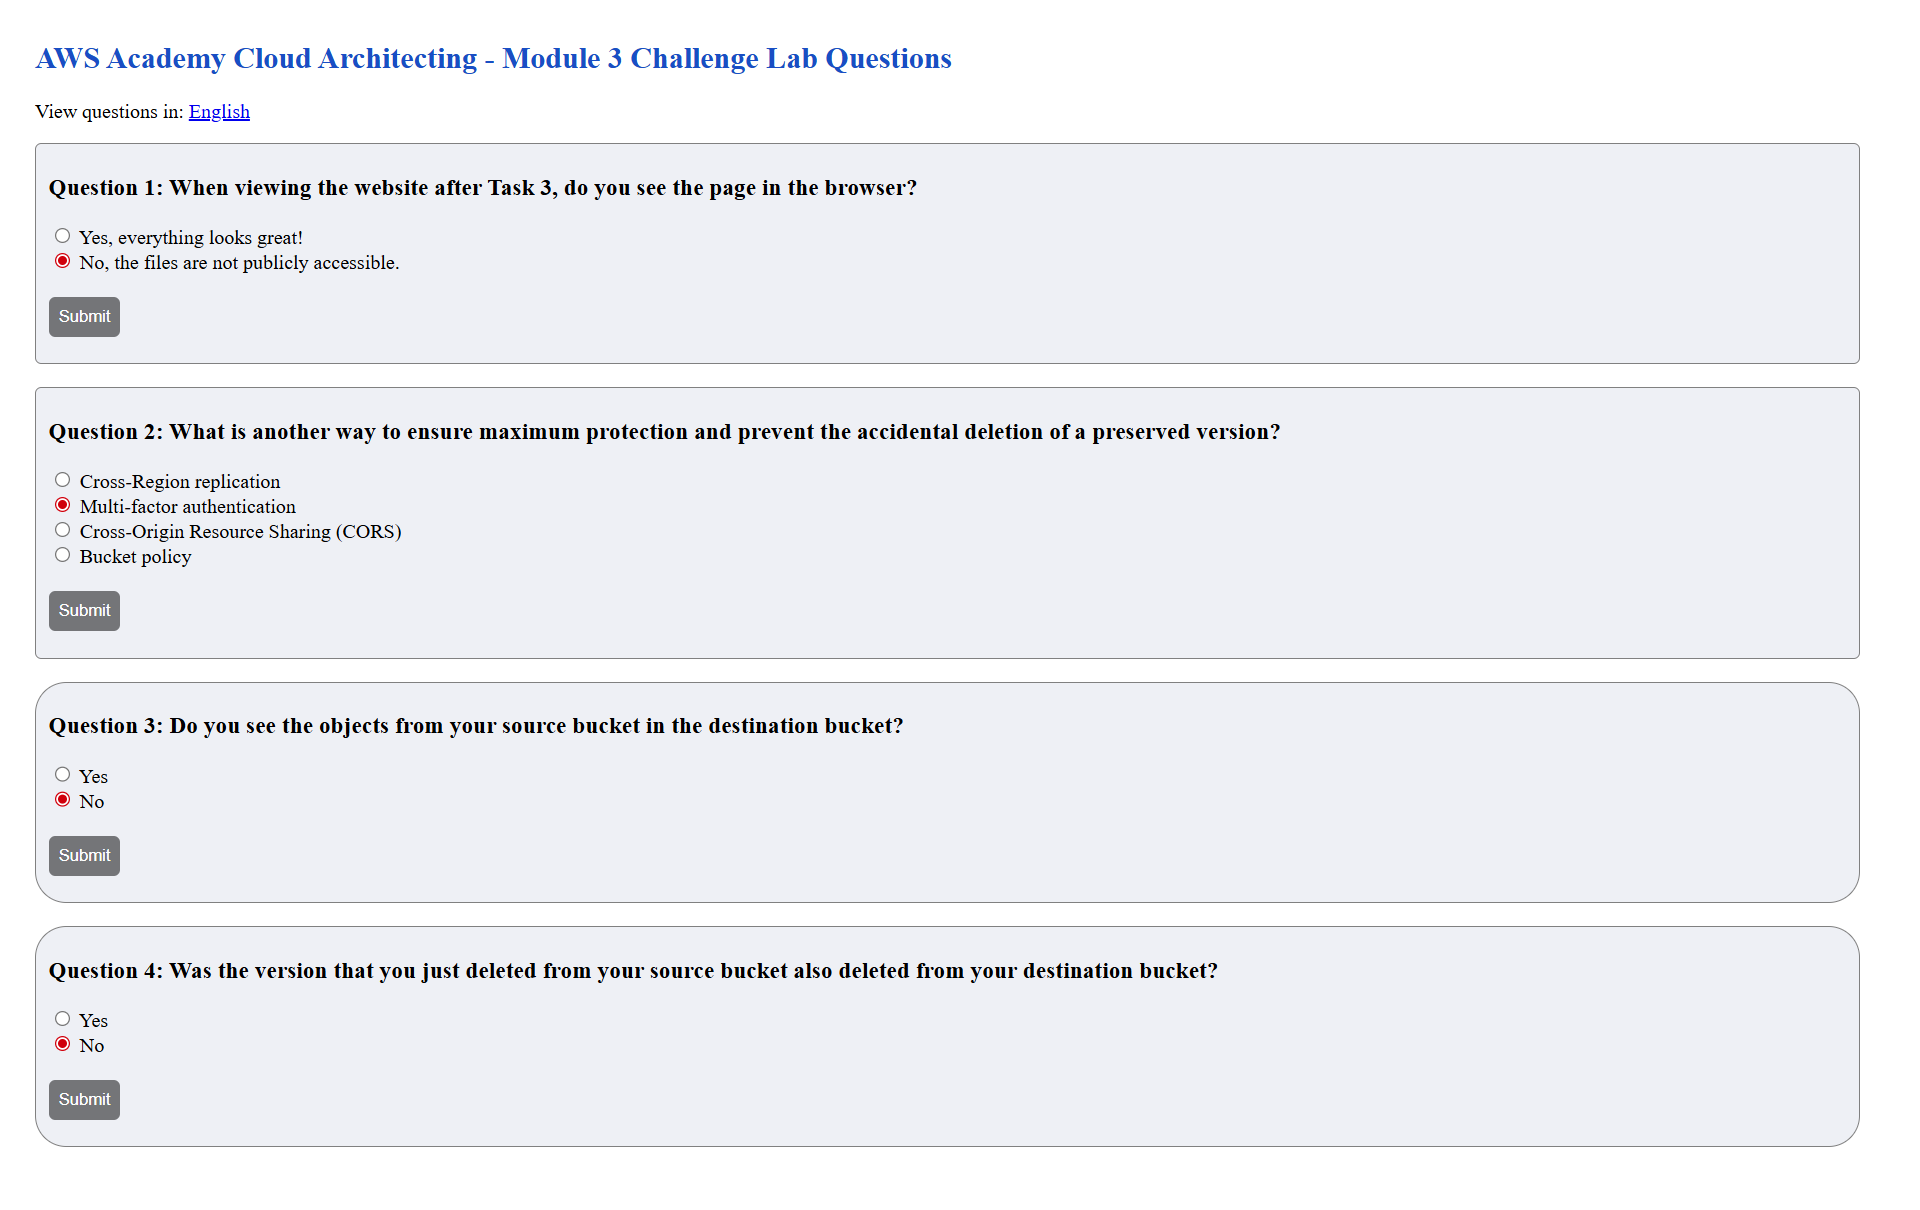 AWS Academy Cloud Architecting - Module 3 Challenge Lab Questions
View questions in: English
Question 1: When viewing the website after Task 3, do you see the page in the browser?
Yes, everything looks great!
No, the files are not publicly accessible.
Submit
Question 2: What is another way to ensure maximum protection and prevent the accidental deletion of a preserved version?
Cross-Region replication
Multi-factor authentication
Cross-Origin Resource Sharing (CORS)
Bucket policy
Submit
Question 3: Do you see the objects from your source bucket in the destination bucket?
Yes
No
Submit
Question 4: Was the version that you just deleted from your source bucket also deleted from your destination bucket?
Yes
No
Submit